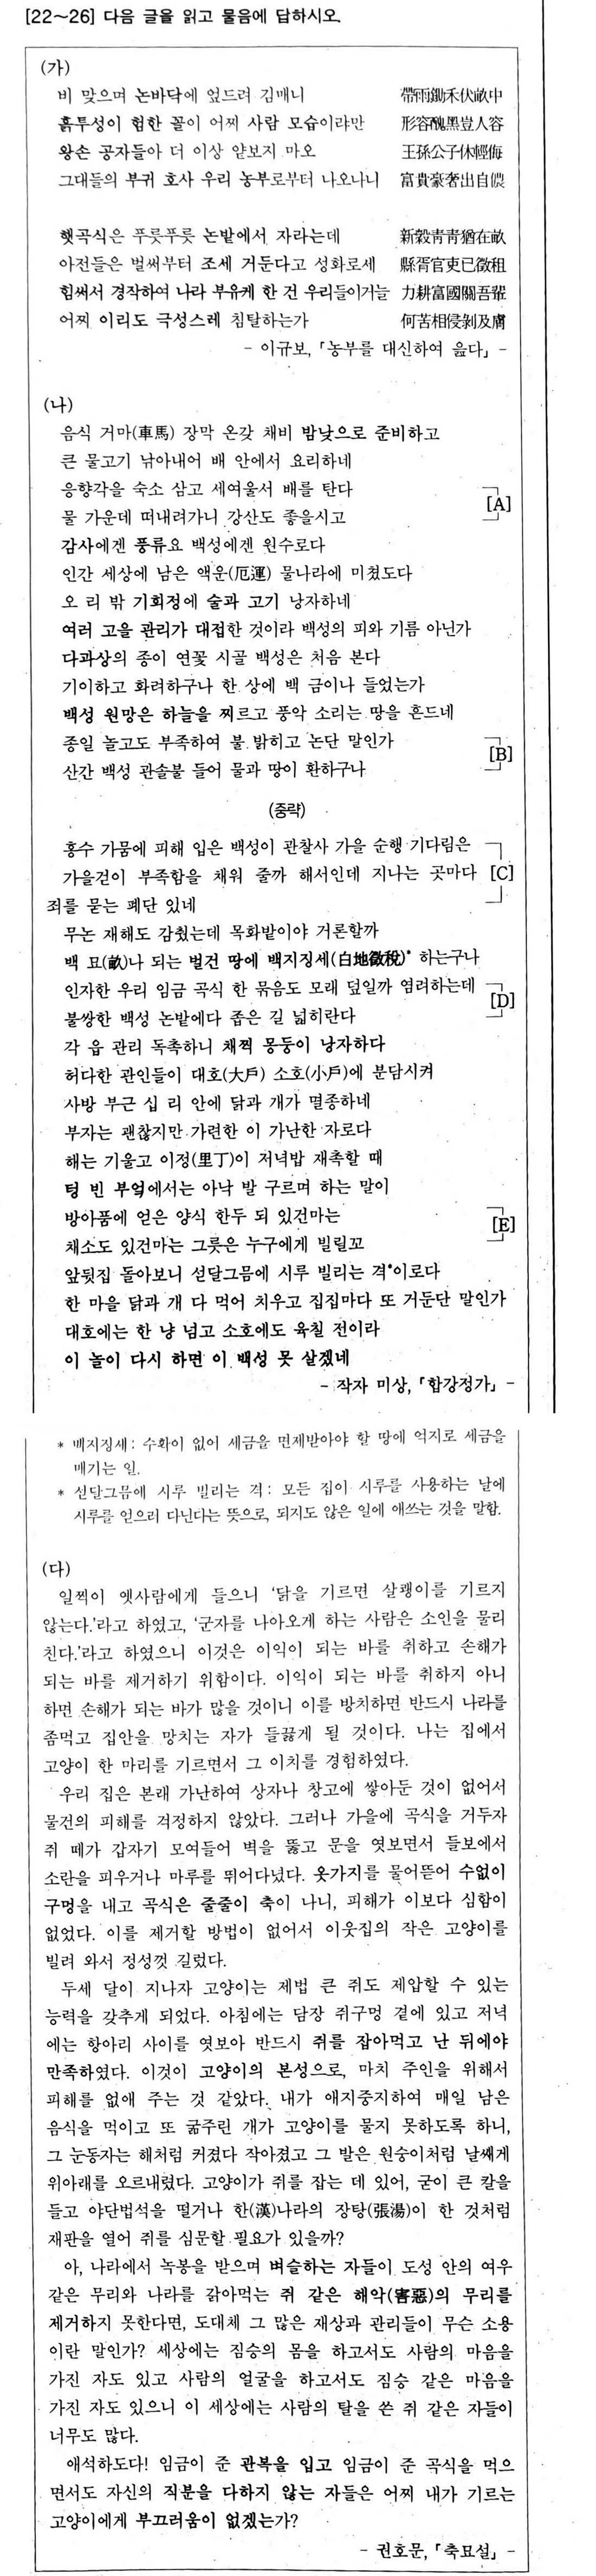 [22~26] 다음 글을 읽고 물음에 답하시오.
(가)
비 맞으며 논바닥에 엎드려 김매니 帶雨鋤禾伏畝中
흙투성이 험한 꼴이 어찌 사람 모습이랴만 形容醜黑豈人容
왕손 공자들아 더 이상 얕보지 마오 王孫公子休輕侮
그대들의 부귀 호사 우리 농부로부터 나오나니 富貴豪奢出自儂
햇곡식은 푸릇푸릇 논밭에서 자라는데 新穀靑靑猶在畝
아전들은 벌써부터 조세 거둔다고 성화로세 縣胥官吏已徵租
힘써서 경작하여 나라 부유케 한 건 우리들이거늘 力耕富國關吾輩
어찌 이리도 극성스레 침탈하는가 何苦相侵剝及膚
- 이규보, 「농부를 대신하여 읊다」 -
(나)
음식 거마(車馬) 장막 온갖 채비 밤낮으로 준비하고
큰 물고기 낚아내어 배 안에서 요리하네
응향각을 숙소 삼고 세여울서 배를 탄다
물 가운데 떠내려가니 강산도 좋을시고 [A]
감사에겐 풍류요 백성에겐 원수로다
인간 세상에 남은 액운(厄運) 물나라에 미쳤도다
오 리 밖 기회정에 술과 고기 낭자하네
여러 고을 관리가 대접한 것이라 백성의 피와 기름 아닌가
다과상의 종이 연꽃 시골 백성은 처음 본다
기이하고 화려하구나 한 상에 백 금이나 들었는가
백성 원망은 하늘을 찌르고 풍악 소리는 땅을 흔드네
종일 놀고도 부족하여 불 밝히고 논단 말인가
산간 백성 관솔불 들어 물과 땅이 환하구나 [B]
(중략)
홍수 가뭄에 피해 입은 백성이 관찰사 가을 순행 기다림은
가을걷이 부족함을 채워 줄까 해서인데 지나는 곳마다 [C]
죄를 묻는 폐단 있네
무논 재해도 감췄는데 목화밭이야 거론할까
백 묘(畝)나 되는 벌건 땅에 백지징세(白地徵稅)* 하는구나
인자한 우리 임금 곡식 한 묶음도 모래 덮일까 염려하는데
불쌍한 백성 논밭에다 좁은 길 넓히란다 [D]
각 읍 관리 독촉하니 채찍 몽둥이 낭자하다
허다한 관인들이 대호(大戶) 소호(小戶)에 분담시켜
사방 부근 십 리 안에 닭과 개가 멸종하네
부자는 괜찮지만 가련한 이 가난한 자로다
해는 기울고 이정(里丁)이 저녁밥 재촉할 때
텅 빈 부엌에서는 아낙 발 구르며 하는 말이
방아품에 얻은 양식 한두 되 있건마는
채소도 있건마는 그릇은 누구에게 빌릴꼬 [E]
앞뒷집 돌아보니 섣달그믐에 시루 빌리는 격*이로다
한 마을 닭과 개 다 먹어 치우고 집집마다 또 거둔단 말인가
대호에는 한 냥 넘고 소호에도 육칠 전이라
이 놀이 다시 하면 이 백성 못 살겠네
- 작자 미상, 「합강정가」 -
* 백지징세: 수확이 없어 세금을 면제받아야 할 땅에 억지로 세금을
매기는 일.
* 섣달그믐에 시루 빌리는 격: 모든 집이 시루를 사용하는 날에
시루를 얻으러 다닌다는 뜻으로, 되지도 않은 일에 애쓰는 것을 말함.
(다)
일찍이 옛사람에게 들으니 ‘닭을 기르면 살쾡이를 기르지
않는다.’라고 하였고, ‘군자를 나아오게 하는 사람은 소인을 물리
친다.’라고 하였으니 이것은 이익이 되는 바를 취하고 손해가
되는 바를 제거하기 위함이다. 이익이 되는 바를 취하지 아니
하면 손해가 되는 바가 많을 것이니 이를 방치하면 반드시 나라를
좀먹고 집안을 망치는 자가 들끓게 될 것이다. 나는 집에서
고양이 한 마리를 기르면서 그 이치를 경험하였다.
우리 집은 본래 가난하여 상자나 창고에 쌓아둔 것이 없어서
물건의 피해를 걱정하지 않았다. 그러나 가을에 곡식을 거두자
쥐 떼가 갑자기 모여들어 벽을 뚫고 문을 엿보면서 들보에서
소란을 피우거나 마루를 뛰어다녔다. 옷가지를 물어뜯어 수없이
구멍을 내고 곡식은 줄줄이 축이 나니, 피해가 이보다 심함이
없었다. 이를 제거할 방법이 없어서 이웃집의 작은 고양이를
빌려 와서 정성껏 길렀다.
두세 달이 지나자 고양이는 제법 큰 쥐도 제압할 수 있는
능력을 갖추게 되었다. 아침에는 담장 쥐구멍 곁에 있고 저녁
에는 항아리 사이를 엿보아 반드시 쥐를 잡아먹고 난 뒤에야
만족하였다. 이것이 고양이의 본성으로, 마치 주인을 위해서
피해를 없애 주는 것 같았다. 내가 애지중지하여 매일 남은
음식을 먹이고 또 굶주린 개가 고양이를 물지 못하도록 하니,
그 눈동자는 해처럼 커졌다 작아졌고 그 발은 원숭이처럼 날쌔게
위아래를 오르내렸다. 고양이가 쥐를 잡는 데 있어, 굳이 큰 칼을
들고 야단법석을 떨거나 한(漢)나라의 장탕(張湯)이 한 것처럼
재판을 열어 쥐를 심문할 필요가 있을까?
아, 나라에서 녹봉을 받으며 벼슬하는 자들이 도성 안의 여우
같은 무리와 나라를 갉아먹는 쥐 같은 해악(害惡)의 무리를
제거하지 못한다면, 도대체 그 많은 재상과 관리들이 무슨 소용
이란 말인가? 세상에는 짐승의 몸을 하고서도 사람의 마음을
가진 자도 있고 사람의 얼굴을 하고서도 짐승 같은 마음을
가진 자도 있으니 이 세상에는 사람의 탈을 쓴 쥐 같은 자들이
너무도 많다.
애석하도다! 임금이 준 관복을 입고 임금이 준 곡식을 먹으
면서도 자신의 직분을 다하지 않는 자들은 어찌 내가 기르는
고양이에게 부끄러움이 없겠는가?
- 권호문, 「축묘설」 -